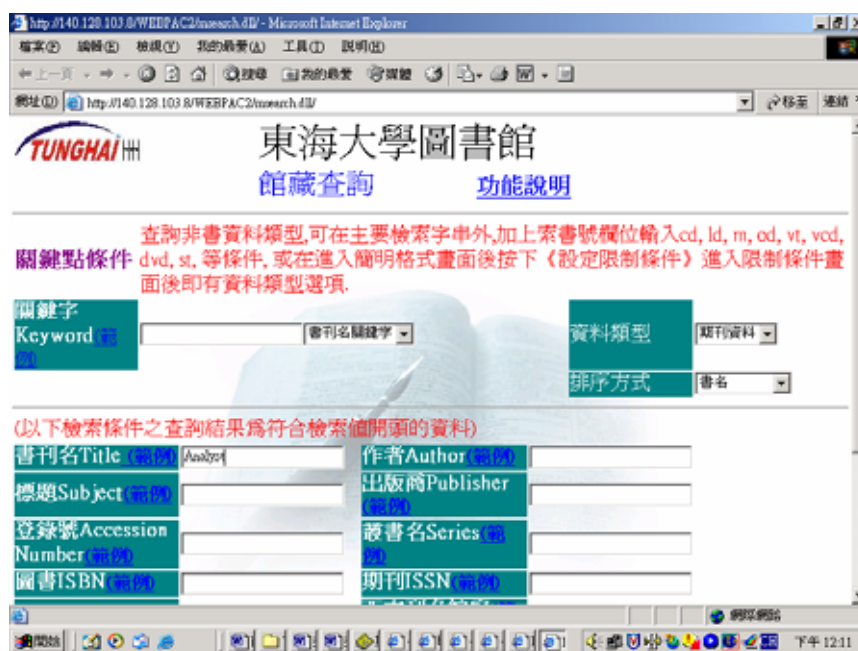 http://140.128.103.8/WEBPAC2/msearch.dll/ - Microsoft Internet Explorer
檔案(F) 編輯(E) 檢視(V) 我的最愛(A) 工具(T) 說明(H)
上一頁 搜尋 我的最愛 媒體
網址(D) http://140.128.103.8/WEBPAC2/msearch.dll/ 移至 連結
TUNGHAI 東海大學圖書館
館藏查詢 功能說明
關鍵點條件
查詢非書資料類型,可在主要檢索字串外,加上索書號欄位輸入cd, ld, m, od, vt, vcd,
dvd, st, 等條件, 或在進入簡明格式畫面後按下《設定限制條件》進入限制條件畫
面後即有資料類型選項.
關鍵字
Keyword(範例) 書刊名關鍵字 資料類型 期刊資料
排序方式 書名
(以下檢索條件之查詢結果為符合檢索值開頭的資料)
書刊名Title (範例) Analyst 作者Author(範例)
標題Subject(範例) 出版商Publisher
(範例)
登錄號Accession
Number(範例) 叢書名Series(範例)
圖書ISBN(範例) 期刊ISSN(範例)
網際網路
開始 下午 12:11